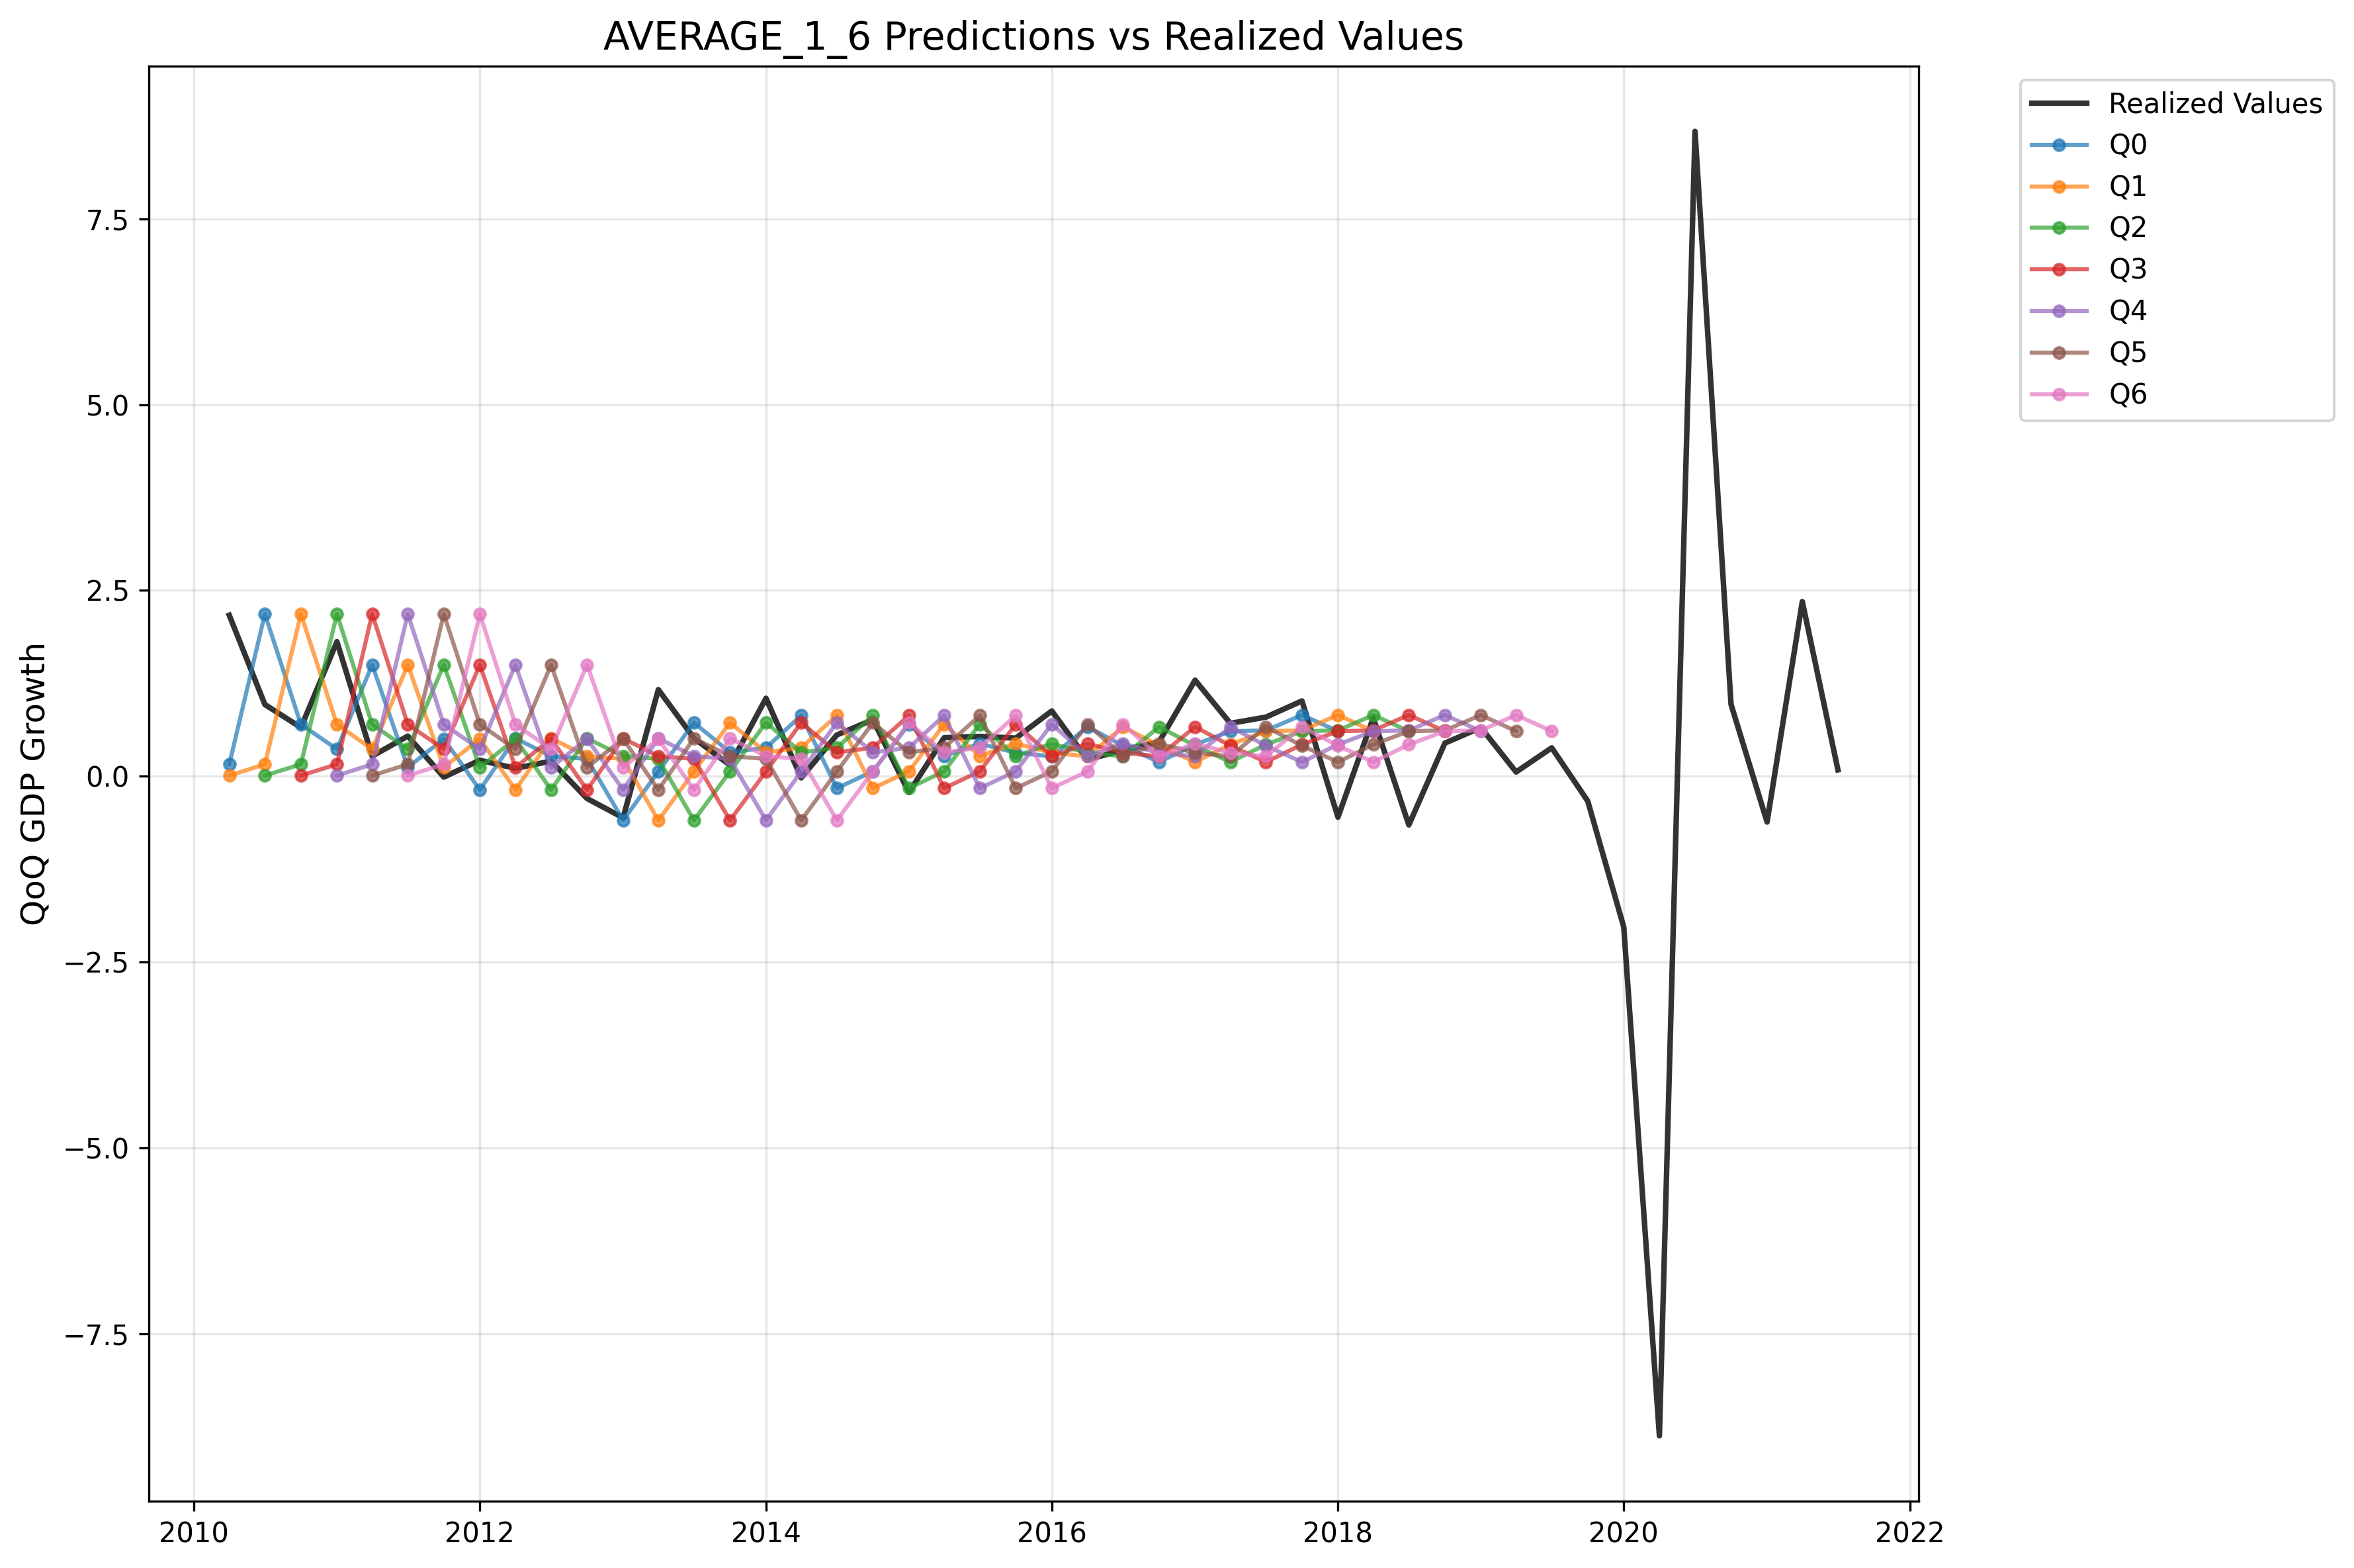 AVERAGE_1_6 Predictions vs Realized Values
Realized Values
Q0
Q1
Q2
Q3
Q4
Q5
Q6
QoQ GDP Growth
7.5
5.0
2.5
0.0
−2.5
−5.0
−7.5
2010
2012
2014
2016
2018
2020
2022